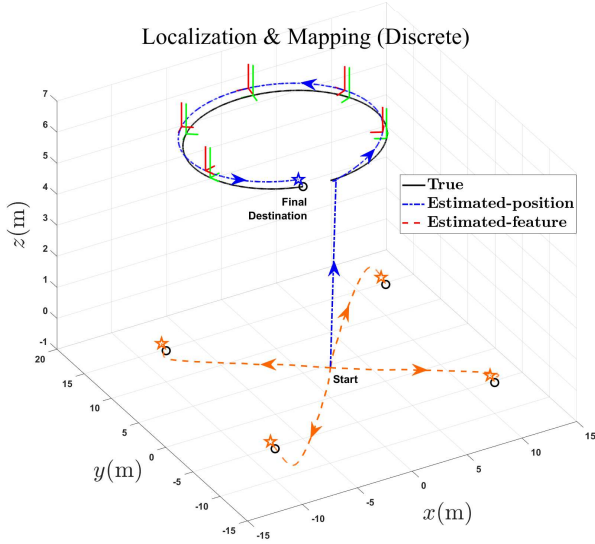 Localization & Mapping (Discrete)
7
6
5
4
3
2
1
0
-1
z(m)
True
Estimated-position
Estimated-feature
Final
Destination
Start
20
15
10
5
0
-5
-10
-15
y(m)
-15
-10
-5
0
5
10
15
x(m)